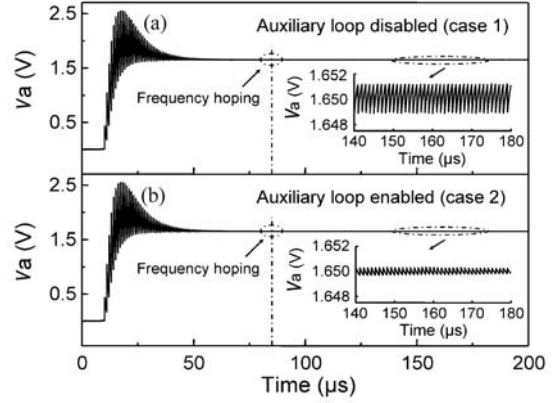 (a) Auxiliary loop disabled (case 1)
2.5
1.5
0.5
Va (V)
Frequency hoping
1.652
1.650
1.648
Va (V)
140 150 160 170 180
Time (µs)
(b) Auxiliary loop enabled (case 2)
2.5
1.5
0.5
Va (V)
Frequency hoping
1.652
1.650
1.648
Va (V)
140 150 160 170 180
Time (µs)
0 50 100 150 200
Time (µs)